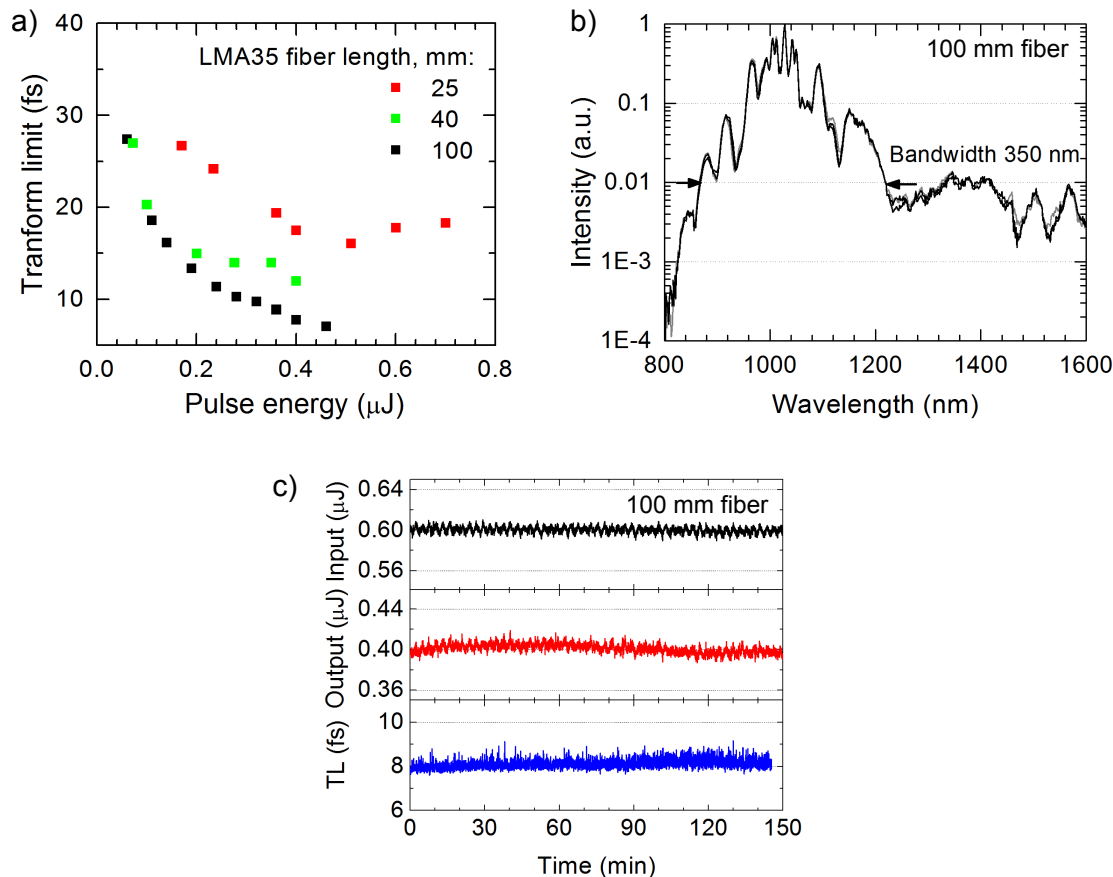 a)
40
30
20
10
0.0 0.2 0.4 0.6 0.8
Tranform limit (fs)
Pulse energy (μJ)
LMA35 fiber length, mm:
25
40
100
b)
1
0.1
0.01
1E-3
1E-4
800 1000 1200 1400 1600
Intensity (a.u.)
Wavelength (nm)
100 mm fiber
Bandwidth 350 nm
c)
100 mm fiber
0.64
0.60
0.56
Input (μJ)
0.44
0.40
0.36
Output (μJ)
10
8
6
TL (fs)
0 30 60 90 120 150
Time (min)